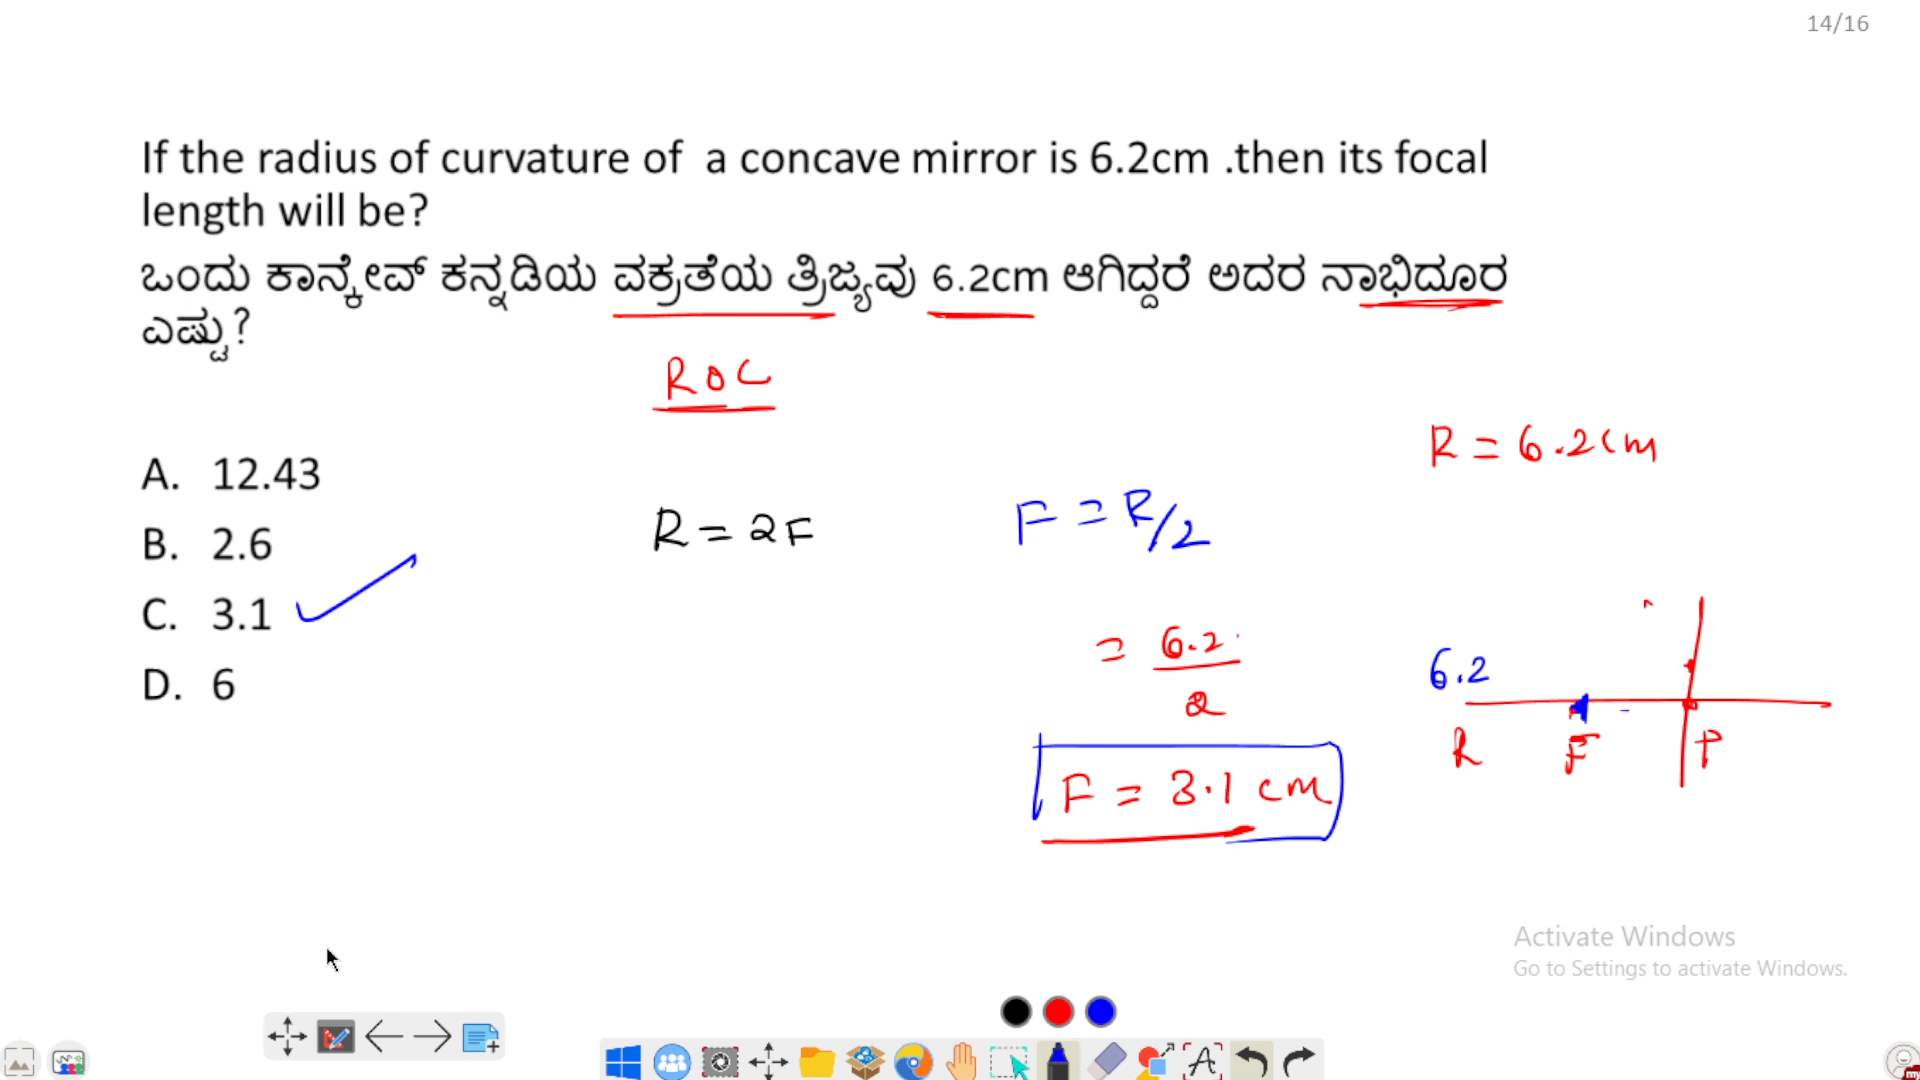 14/16
If the radius of curvature of a concave mirror is 6.2cm .then its focal
length will be?
ಒಂದು ಕಾನ್ಕೇವ್ ಕನ್ನಡಿಯ ವಕ್ರತೆಯ ತ್ರಿಜ್ಯವು 6.2cm ಆಗಿದ್ದರೆ ಅದರ ನಾಭಿದೂರ
ಎಷ್ಟು?
ROC
R = 6.2cm
A. 12.43
B. 2.6
C. 3.1
D. 6
R = 2F
F = R/2
= 6.2
2
F = 3.1 cm
6.2
R F P
Activate Windows
Go to Settings to activate Windows.